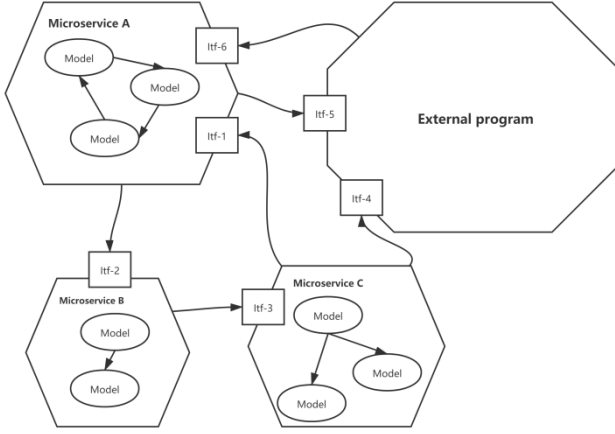 Microservice A
Itf-6
Model
Model
Model
Itf-5
External program
Itf-1
Itf-4
Itf-2
Microservice B
Model
Model
Itf-3
Microservice C
Model
Model
Model